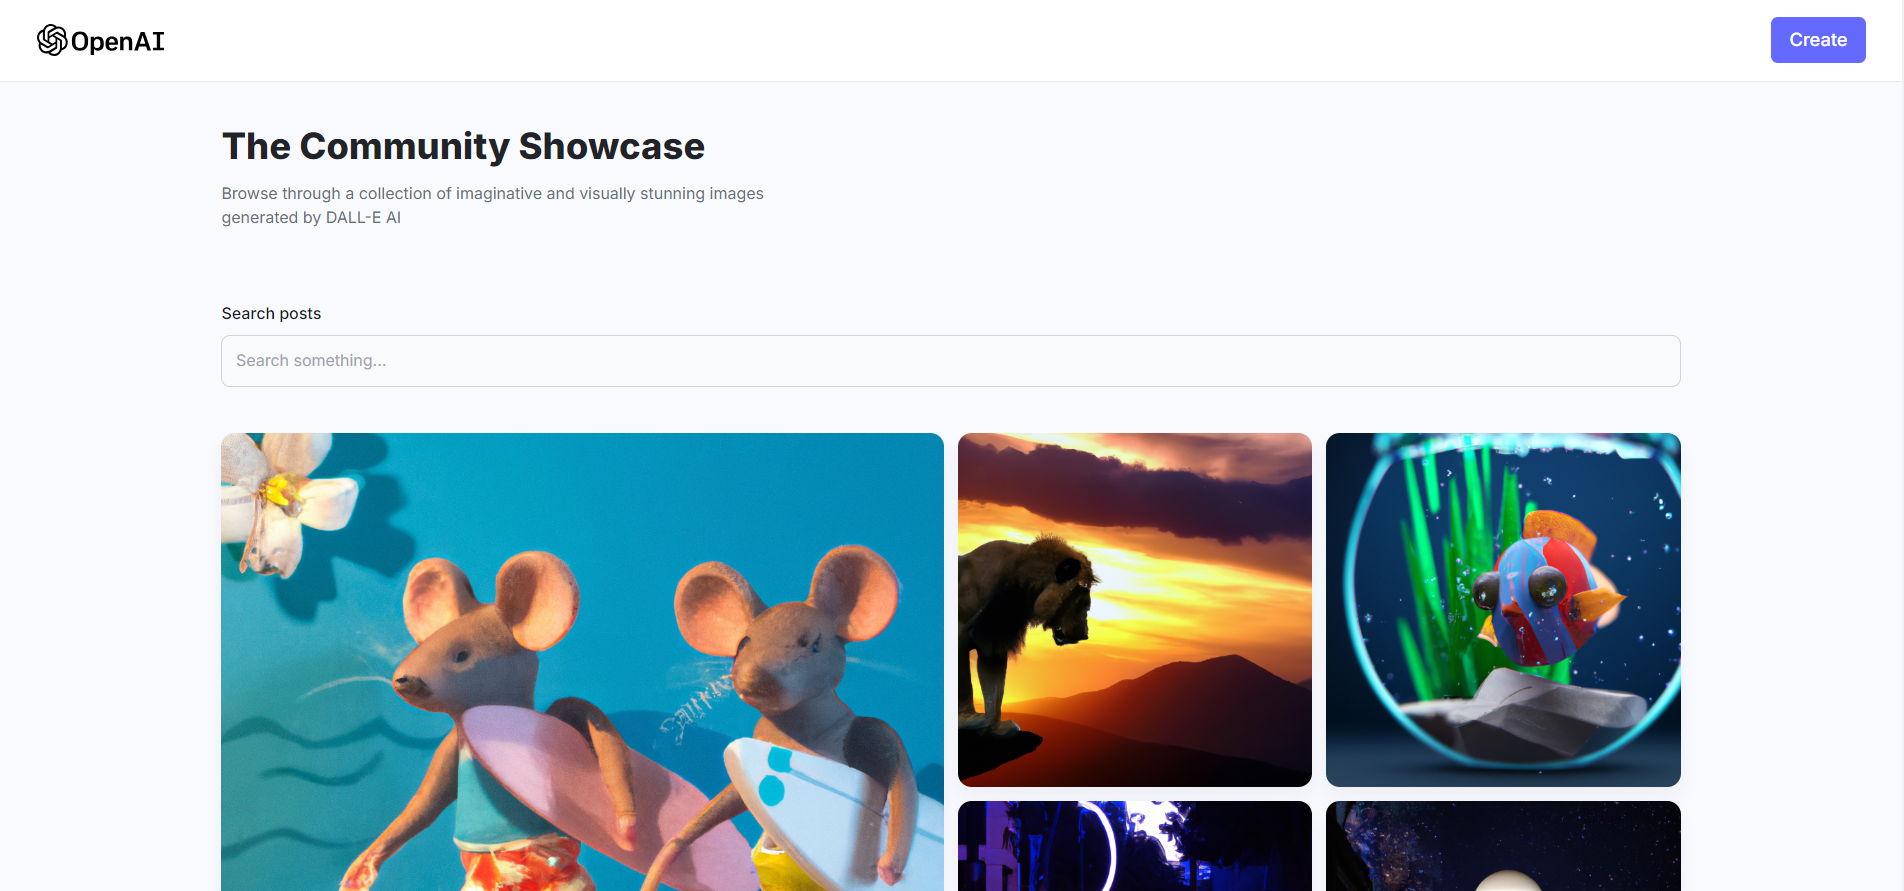 OpenAI
Create
The Community Showcase
Browse through a collection of imaginative and visually stunning images
generated by DALL-E AI
Search posts
Search something...